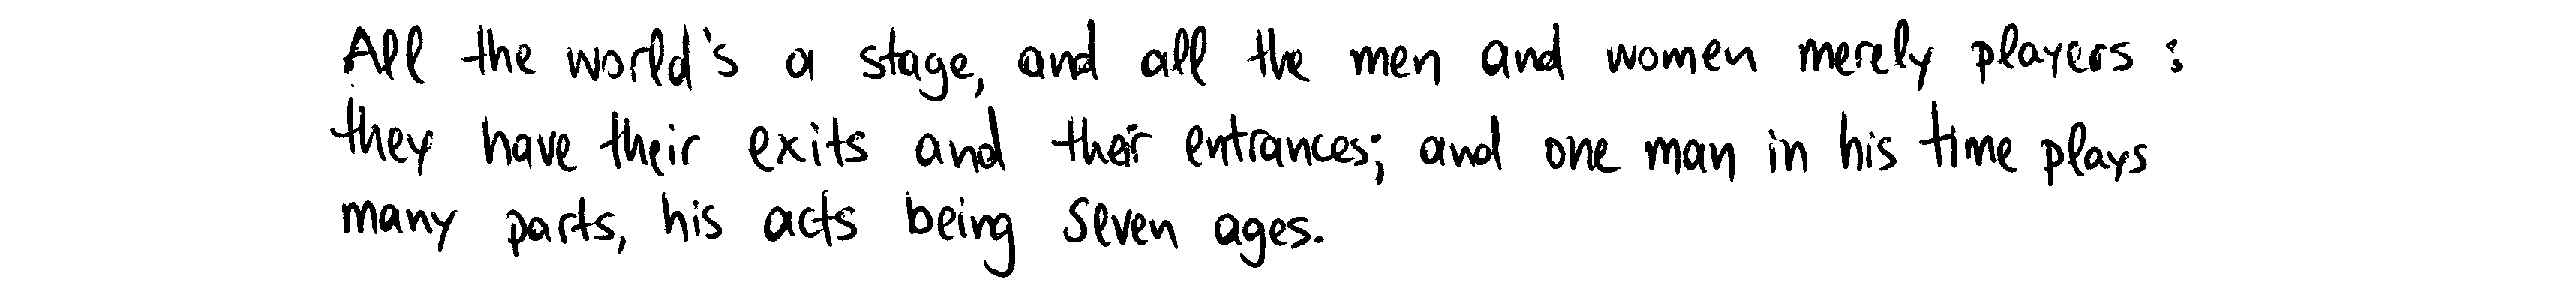 All the world's a stage, and all the men and women merely players:
they have their exits and their entrances; and one man in his time plays
many parts, his acts being seven ages.